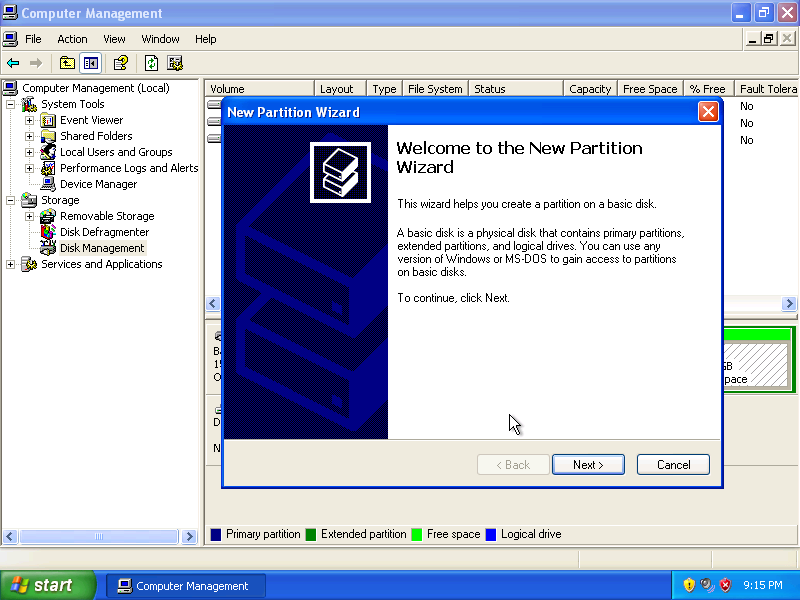 Computer Management
File Action View Window Help
Computer Management (Local)
System Tools
Event Viewer
Shared Folders
Local Users and Groups
Performance Logs and Alerts
Device Manager
Storage
Removable Storage
Disk Defragmenter
Disk Management
Services and Applications
Volume Layout Type File System Status Capacity Free Space % Free Fault Tolera
No
No
No
New Partition Wizard
Welcome to the New Partition
Wizard
This wizard helps you create a partition on a basic disk.
A basic disk is a physical disk that contains primary partitions,
extended partitions, and logical drives. You can use any
version of Windows or MS-DOS to gain access to partitions
on basic disks.
To continue, click Next.
< Back Next > Cancel
Ba
15
O
D
N
GB
pace
Primary partition Extended partition Free space Logical drive
start Computer Management 9:15 PM